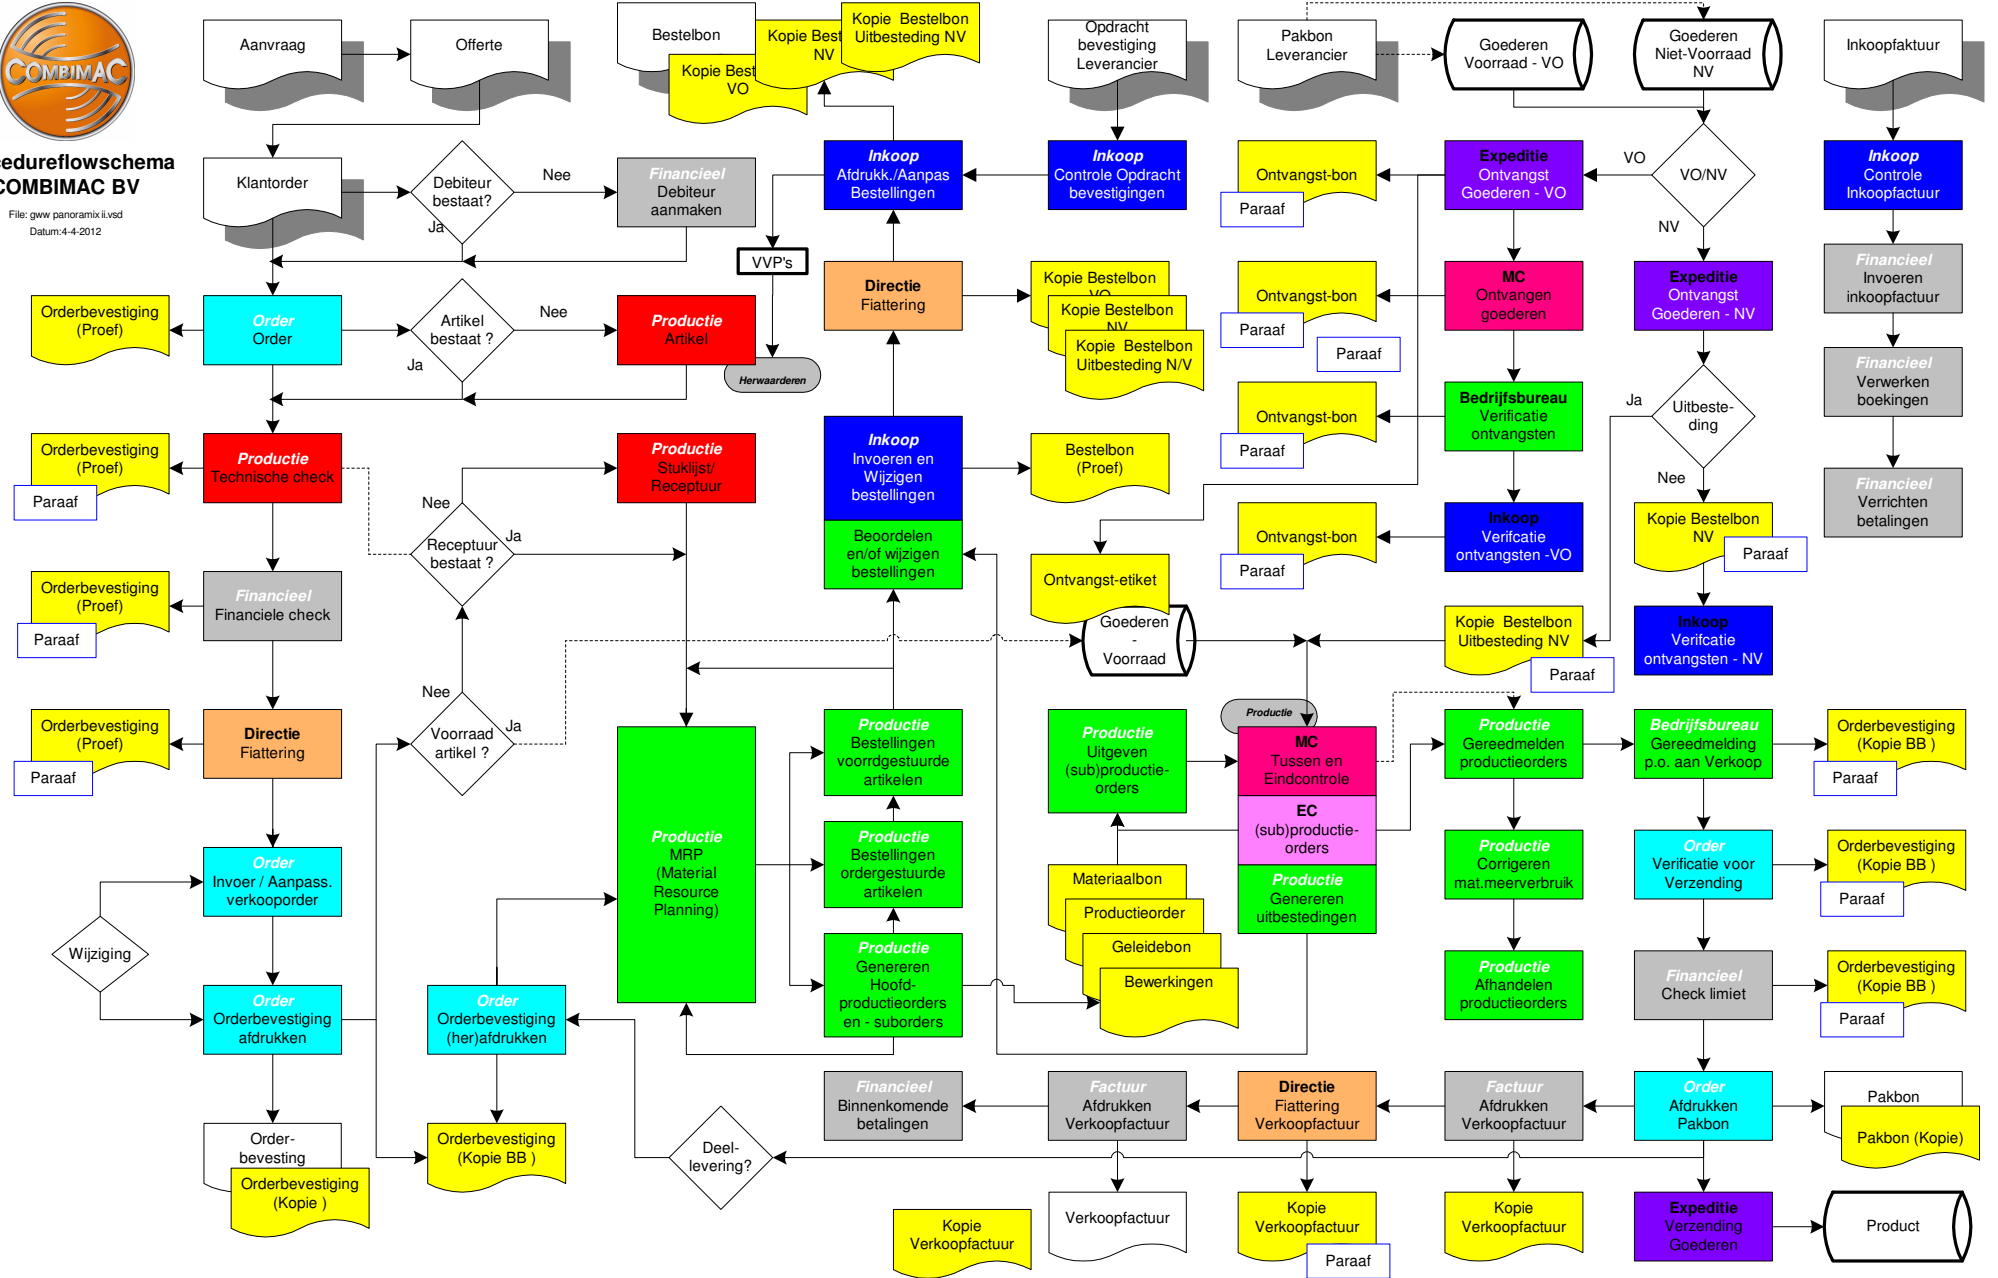 COMBIMAC
edureflowschema
COMBIMAC BV
File: gww panoramix ii.vsd
Datum:4-4-2012
Aanvraag
Offerte
Klantorder
Debiteur
bestaat?
Nee
Ja
Financieel
Debiteur
aanmaken
Orderbevestiging
(Proef)
Order
Order
Artikel
bestaat ?
Nee
Ja
Productie
Artikel
Orderbevestiging
(Proef)
Paraaf
Productie
Technische check
Orderbevestiging
(Proef)
Paraaf
Financieel
Financiele check
Orderbevestiging
(Proef)
Paraaf
Directie
Fiattering
Order
Invoer / Aanpass.
verkooporder
Wijziging
Order
Orderbevestiging
afdrukken
Order-
bevesting
Orderbevestiging
(Kopie )
Nee
Receptuur
bestaat ?
Ja
Productie
Stuklijst/
Receptuur
Nee
Voorraad
artikel ?
Ja
Order
Orderbevestiging
(her)afdrukken
Orderbevestiging
(Kopie BB )
Productie
MRP
(Material
Resource
Planning)
Bestelbon
Kopie Best
VO
Kopie Best
NV
Kopie Bestelbon
Uitbesteding NV
Inkoop
Afdrukk./Aanpas
Bestellingen
VVP's
Herwaarderen
Directie
Fiattering
Kopie Bestelbon
VO
Kopie Bestelbon
NV
Kopie Bestelbon
Uitbesteding N/V
Inkoop
Invoeren en
Wijzigen
bestellingen
Beoordelen
en/of wijzigen
bestellingen
Bestelbon
(Proef)
Productie
Bestellingen
voorrdgestuurde
artikelen
Productie
Bestellingen
ordergestuurde
artikelen
Productie
Genereren
Hoofd-
productieorders
en - suborders
Opdracht
bevestiging
Leverancier
Inkoop
Controle Opdracht
bevestigingen
Pakbon
Leverancier
Goederen
Voorraad - VO
Goederen
Niet-Voorraad
NV
VO/NV
VO
NV
Expeditie
Ontvangst
Goederen - VO
Ontvangst-bon
Paraaf
MC
Ontvangen
goederen
Ontvangst-bon
Paraaf
Paraaf
Bedrijfsbureau
Verificatie
ontvangsten
Ontvangst-bon
Paraaf
Inkoop
Verifcatie
ontvangsten -VO
Ontvangst-bon
Paraaf
Ontvangst-etiket
Goederen
-
Voorraad
Expeditie
Ontvangst
Goederen - NV
Ja
Uitbeste-
ding
Nee
Kopie Bestelbon
NV
Paraaf
Inkoop
Verifcatie
ontvangsten - NV
Kopie Bestelbon
Uitbesteding NV
Paraaf
Inkoopfaktuur
Inkoop
Controle
Inkoopfactuur
Financieel
Invoeren
inkoopfactuur
Financieel
Verwerken
boekingen
Financieel
Verrichten
betalingen
Productie
Uitgeven
(sub)productie-
orders
Materiaalbon
Productieorder
Geleidebon
Bewerkingen
Productie
MC
Tussen en
Eindcontrole
EC
(sub)productie-
orders
Productie
Genereren
uitbestedingen
Productie
Gereedmelden
productieorders
Productie
Corrigeren
mat.meerverbruik
Productie
Afhandelen
productieorders
Bedrijfsbureau
Gereedmelding
p.o. aan Verkoop
Orderbevestiging
(Kopie BB )
Paraaf
Order
Verificatie voor
Verzending
Orderbevestiging
(Kopie BB )
Paraaf
Financieel
Check limiet
Orderbevestiging
(Kopie BB )
Paraaf
Order
Afdrukken
Pakbon
Pakbon
Pakbon (Kopie)
Factuur
Afdrukken
Verkoopfactuur
Directie
Fiattering
Verkoopfactuur
Factuur
Afdrukken
Verkoopfactuur
Financieel
Binnenkomende
betalingen
Deel-
levering?
Kopie
Verkoopfactuur
Verkoopfactuur
Kopie
Verkoopfactuur
Paraaf
Kopie
Verkoopfactuur
Expeditie
Verzending
Goederen
Product